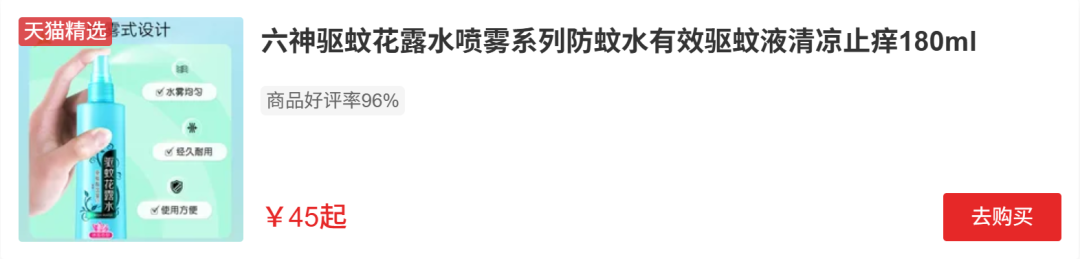 天猫精选
雾式设计
六神驱蚊花露水喷雾系列防蚊水有效驱蚊液清凉止痒180ml
水雾均匀
商品好评率96%
经久耐用
驱蚊花露水
使用方便
¥45起
去购买